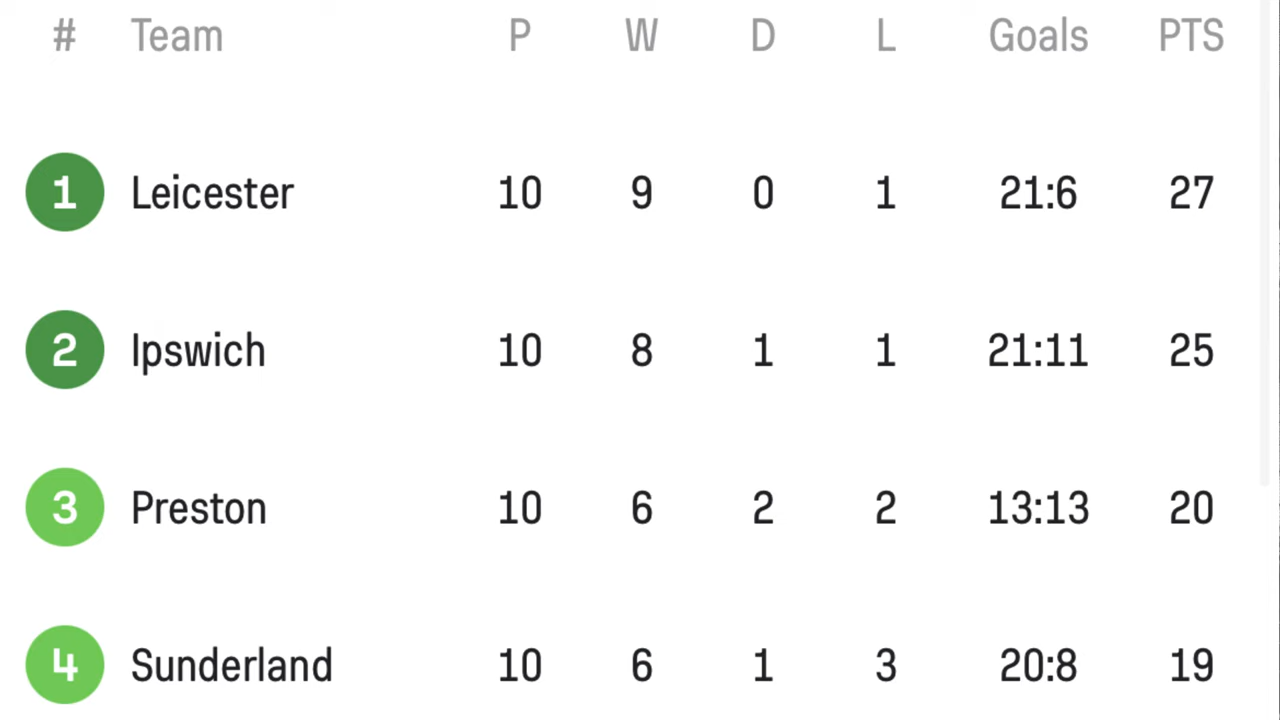 # Team P W D L Goals PTS
1 Leicester 10 9 0 1 21:6 27
2 Ipswich 10 8 1 1 21:11 25
3 Preston 10 6 2 2 13:13 20
4 Sunderland 10 6 1 3 20:8 19